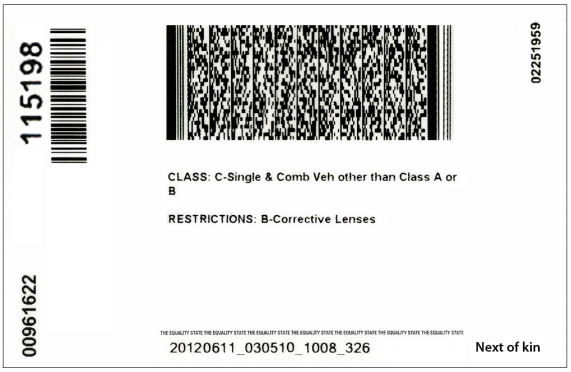 115198
02251959
CLASS: C-Single & Comb Veh other than Class A or
B
RESTRICTIONS: B-Corrective Lenses
00961622
THE EQUALITY STATE THE EQUALITY STATE THE EQUALITY STATE THE EQUALITY STATE THE EQUALITY STATE THE EQUALITY STATE THE EQUALITY STATE THE EQUALITY STATE
20120611_030510_1008_326
Next of kin